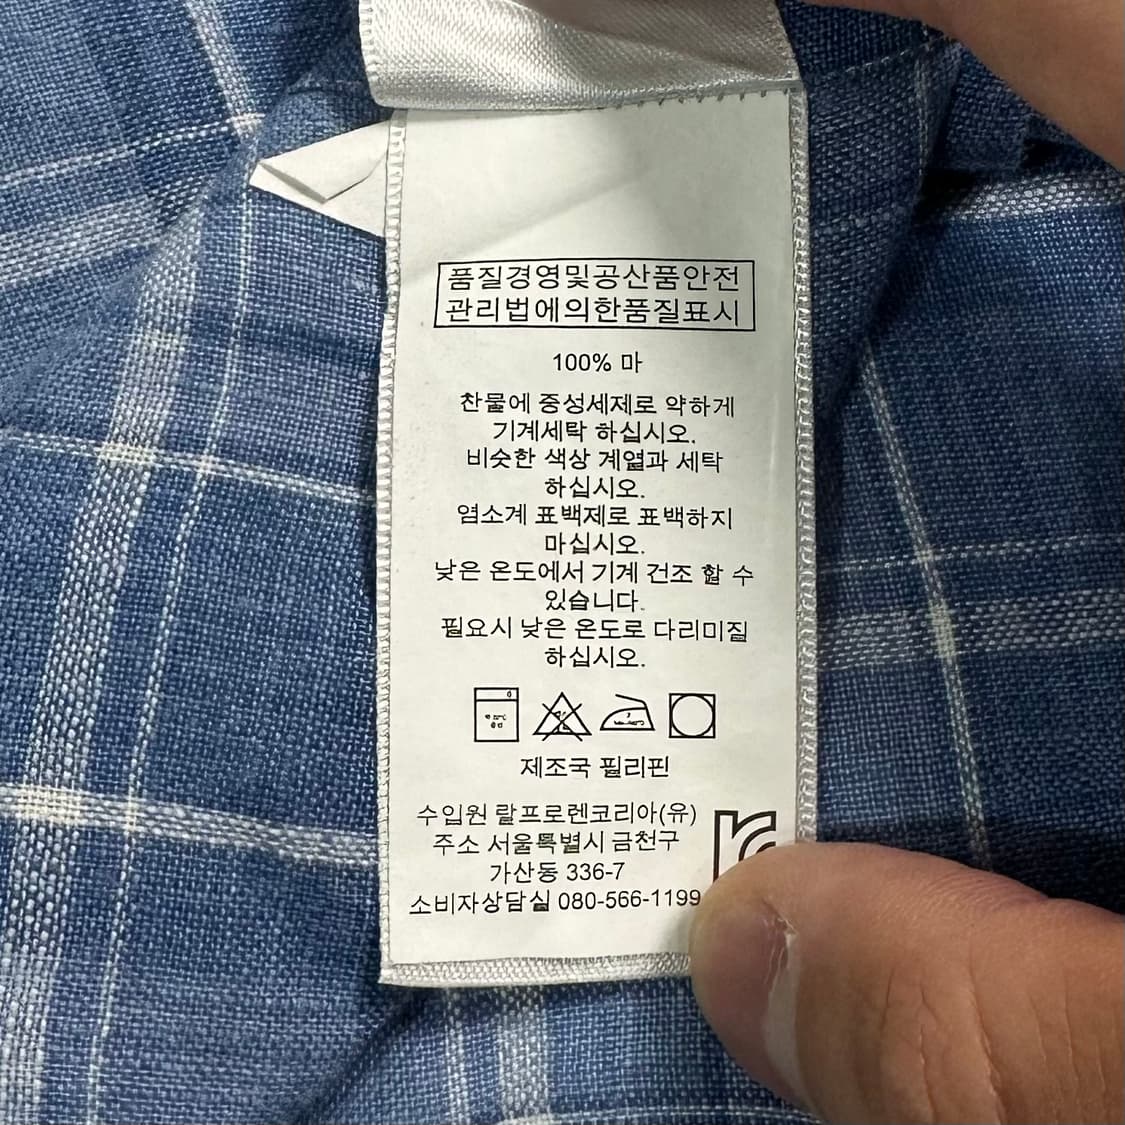 품질경영및공산품안전
관리법에의한품질표시
100% 마
찬물에 중성세제로 약하게
기계세탁 하십시오.
비슷한 색상 계열과 세탁
하십시오.
염소계 표백제로 표백하지
마십시오.
낮은 온도에서 기계 건조 할 수
있습니다.
필요시 낮은 온도로 다리미질
하십시오.
제조국 필리핀
수입원 랄프로렌코리아(유)
주소 서울특별시 금천구
가산동 336-7
소비자상담실 080-566-1199